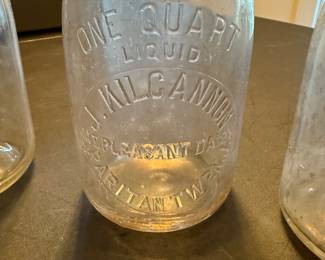 ONE QUART
LIQUID
J. KILGANNON
PLEASANT DAIRY
RARITAN TWP.